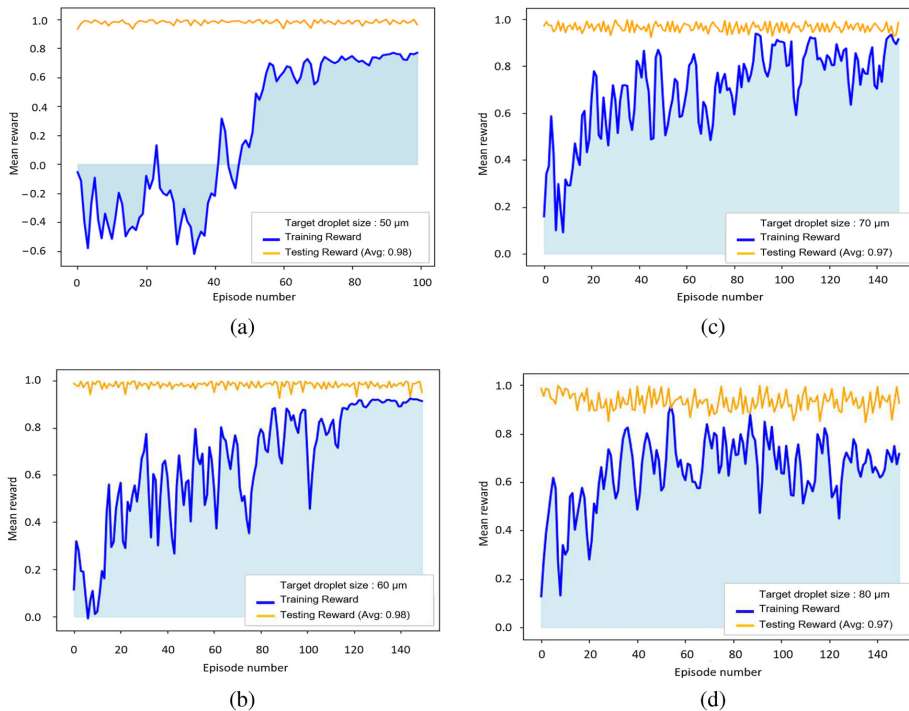 1.0
0.8
0.6
0.4
0.2
0.0
−0.2
−0.4
−0.6
Mean reward
Target droplet size : 50 µm
Training Reward
Testing Reward (Avg: 0.98)
0 20 40 60 80 100
Episode number
(a)
1.0
0.8
0.6
0.4
0.2
0.0
Mean reward
Target droplet size : 70 µm
Training Reward
Testing Reward (Avg: 0.97)
0 20 40 60 80 100 120 140
Episode number
(c)
1.0
0.8
0.6
0.4
0.2
0.0
Mean reward
Target droplet size : 60 µm
Training Reward
Testing Reward (Avg: 0.98)
0 20 40 60 80 100 120 140
Episode number
(b)
1.0
0.8
0.6
0.4
0.2
0.0
Mean reward
Target droplet size : 80 µm
Training Reward
Testing Reward (Avg: 0.97)
0 20 40 60 80 100 120 140
Episode number
(d)